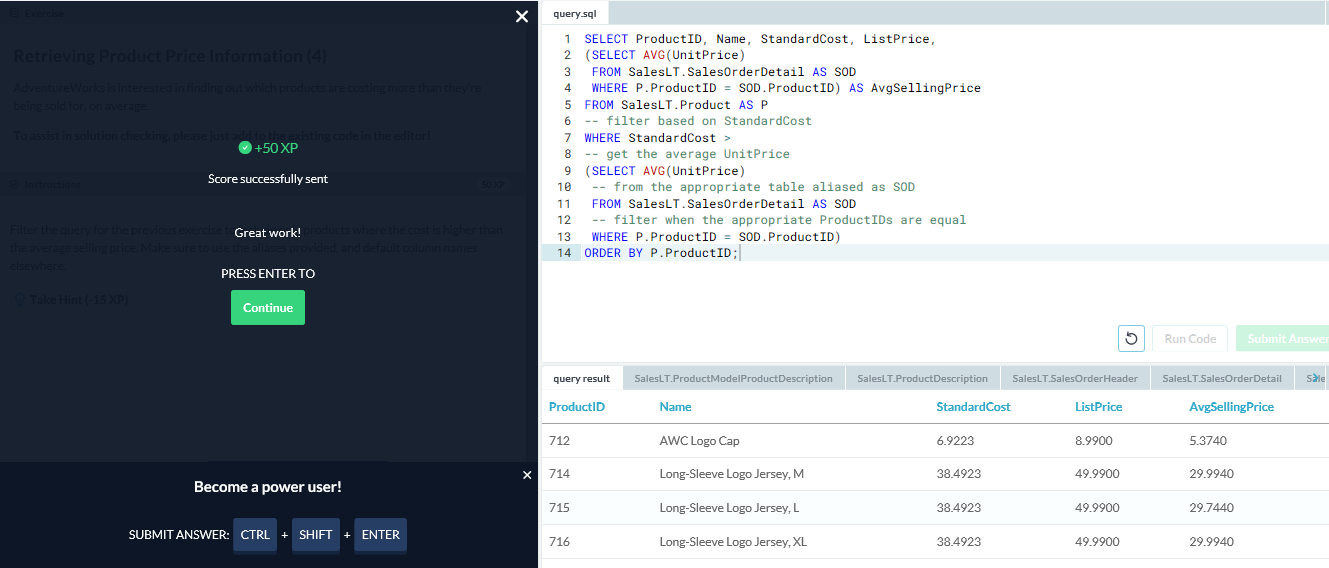 Exercise
Retrieving Product Price Information (4)
AdventureWorks is interested in finding out which products are costing more than they're
being sold for, on average.
To assist in solution checking, please just add to the existing code in the editor!
+50 XP
Score successfully sent
Instructions
50 XP
Great work!
Filter the query for the previous exercise to products where the cost is higher than
the average selling price. Make sure to use the aliases provided, and default column names
elsewhere.
PRESS ENTER TO
Take Hint (-15 XP)
Continue
Become a power user!
SUBMIT ANSWER: CTRL + SHIFT + ENTER
query.sql
1 SELECT ProductID, Name, StandardCost, ListPrice,
2 (SELECT AVG(UnitPrice)
3 FROM SalesLT.SalesOrderDetail AS SOD
4 WHERE P.ProductID = SOD.ProductID) AS AvgSellingPrice
5 FROM SalesLT.Product AS P
6 -- filter based on StandardCost
7 WHERE StandardCost >
8 -- get the average UnitPrice
9 (SELECT AVG(UnitPrice)
10 -- from the appropriate table aliased as SOD
11 FROM SalesLT.SalesOrderDetail AS SOD
12 -- filter when the appropriate ProductIDs are equal
13 WHERE P.ProductID = SOD.ProductID)
14 ORDER BY P.ProductID;
Run Code
Submit Answer
query result SalesLT.ProductModelProductDescription SalesLT.ProductDescription SalesLT.SalesOrderHeader SalesLT.SalesOrderDetail
ProductID Name StandardCost ListPrice AvgSellingPrice
712 AWC Logo Cap 6.9223 8.9900 5.3740
714 Long-Sleeve Logo Jersey, M 38.4923 49.9900 29.9940
715 Long-Sleeve Logo Jersey, L 38.4923 49.9900 29.7440
716 Long-Sleeve Logo Jersey, XL 38.4923 49.9900 29.9940